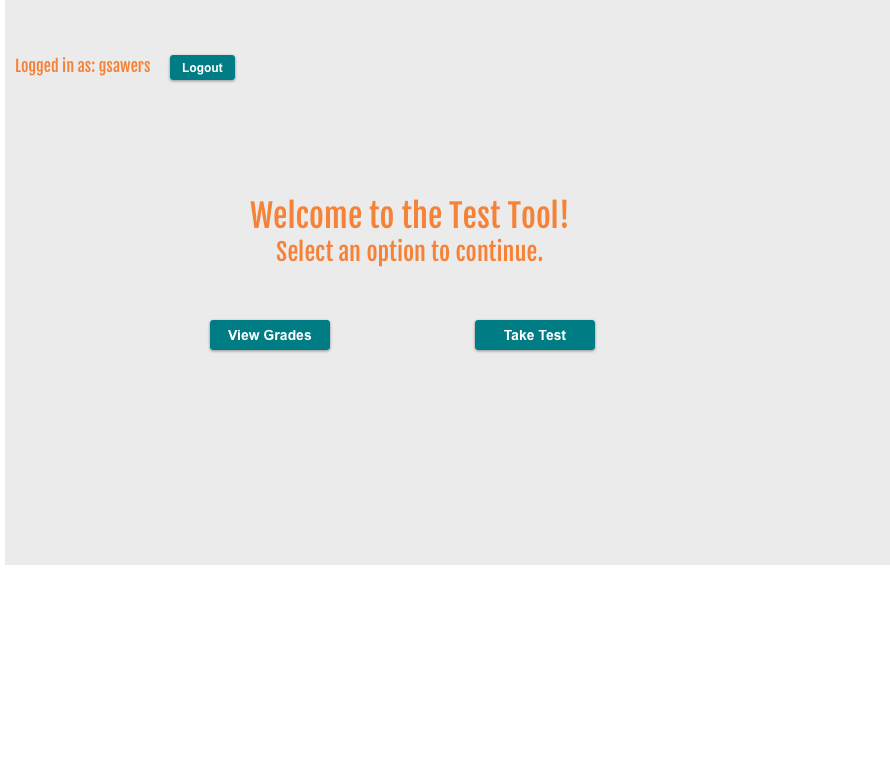 Logged in as: gsawers Logout
Welcome to the Test Tool!
Select an option to continue.
View Grades Take Test